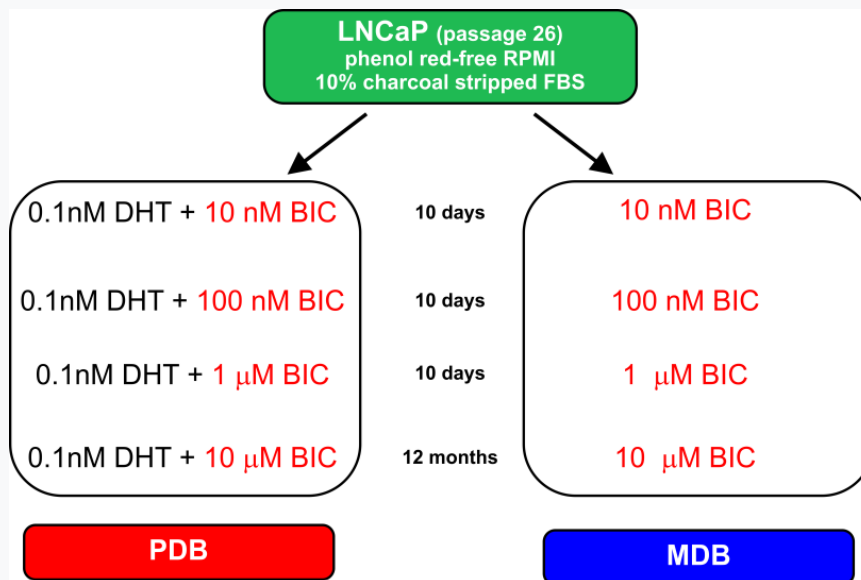 LNCaP (passage 26)
phenol red-free RPMI
10% charcoal stripped FBS
0.1nM DHT + 10 nM BIC
10 days
10 nM BIC
0.1nM DHT + 100 nM BIC
10 days
100 nM BIC
0.1nM DHT + 1 μM BIC
10 days
1 μM BIC
0.1nM DHT + 10 μM BIC
12 months
10 μM BIC
PDB
MDB